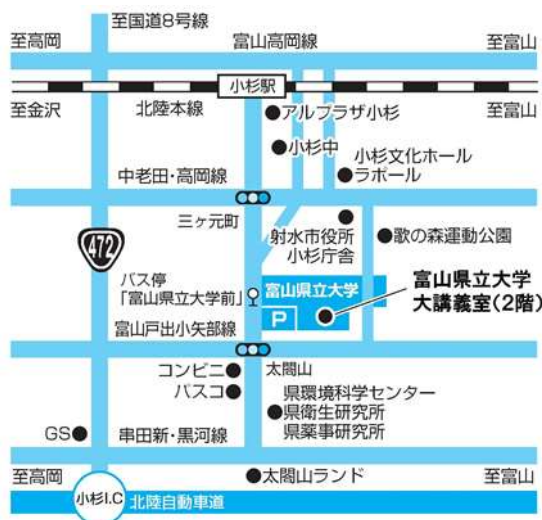 至国道8号線
至高岡
富山高岡線
至富山
小杉駅
至金沢
北陸本線
至富山
アルプラザ小杉
小杉中
小杉文化ホール
ラポール
中老田・高岡線
三ヶ元町
472
射水市役所
小杉庁舎
歌の森運動公園
バス停
「富山県立大学前」
富山県立大学
P
富山県立大学
大講義室(2階)
富山戸出小矢部線
コンビニ
太閤山
パスコ
県環境科学センター
県衛生研究所
県薬事研究所
GS
串田新・黒河線
至高岡
太閤山ランド
至富山
小杉I.C
北陸自動車道